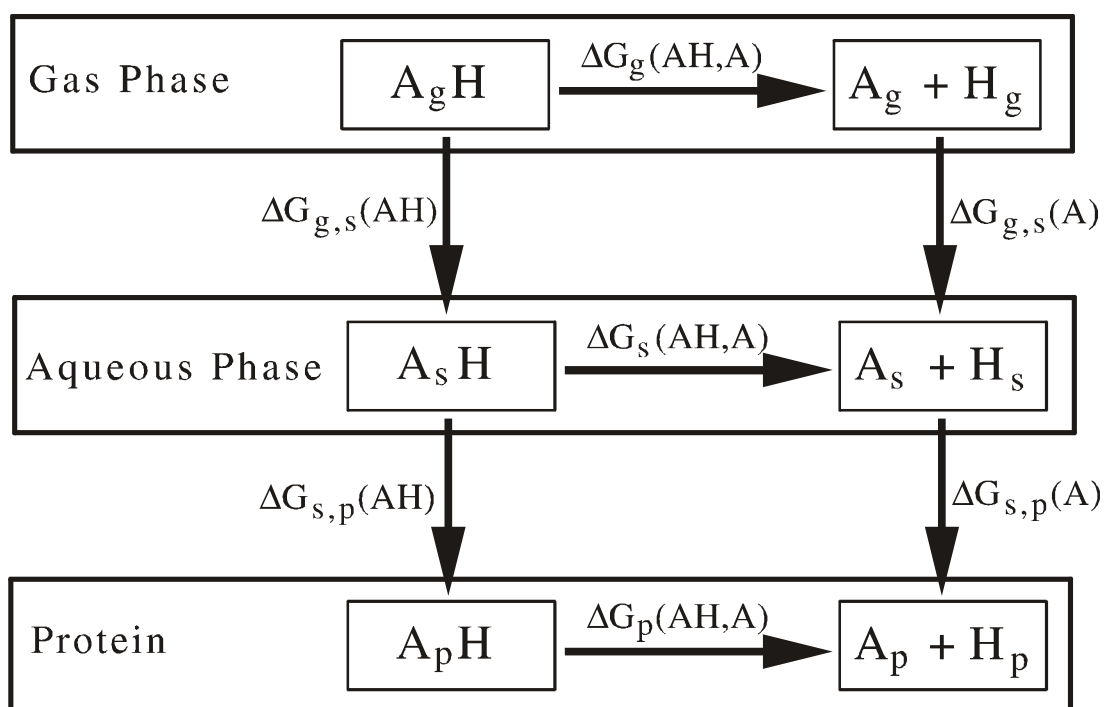 Gas Phase
AgH
ΔGg(AH,A)
Ag + Hg
ΔGg,s(AH)
ΔGg,s(A)
Aqueous Phase
AsH
ΔGs(AH,A)
As + Hs
ΔGs,p(AH)
ΔGs,p(A)
Protein
ApH
ΔGp(AH,A)
Ap + Hp